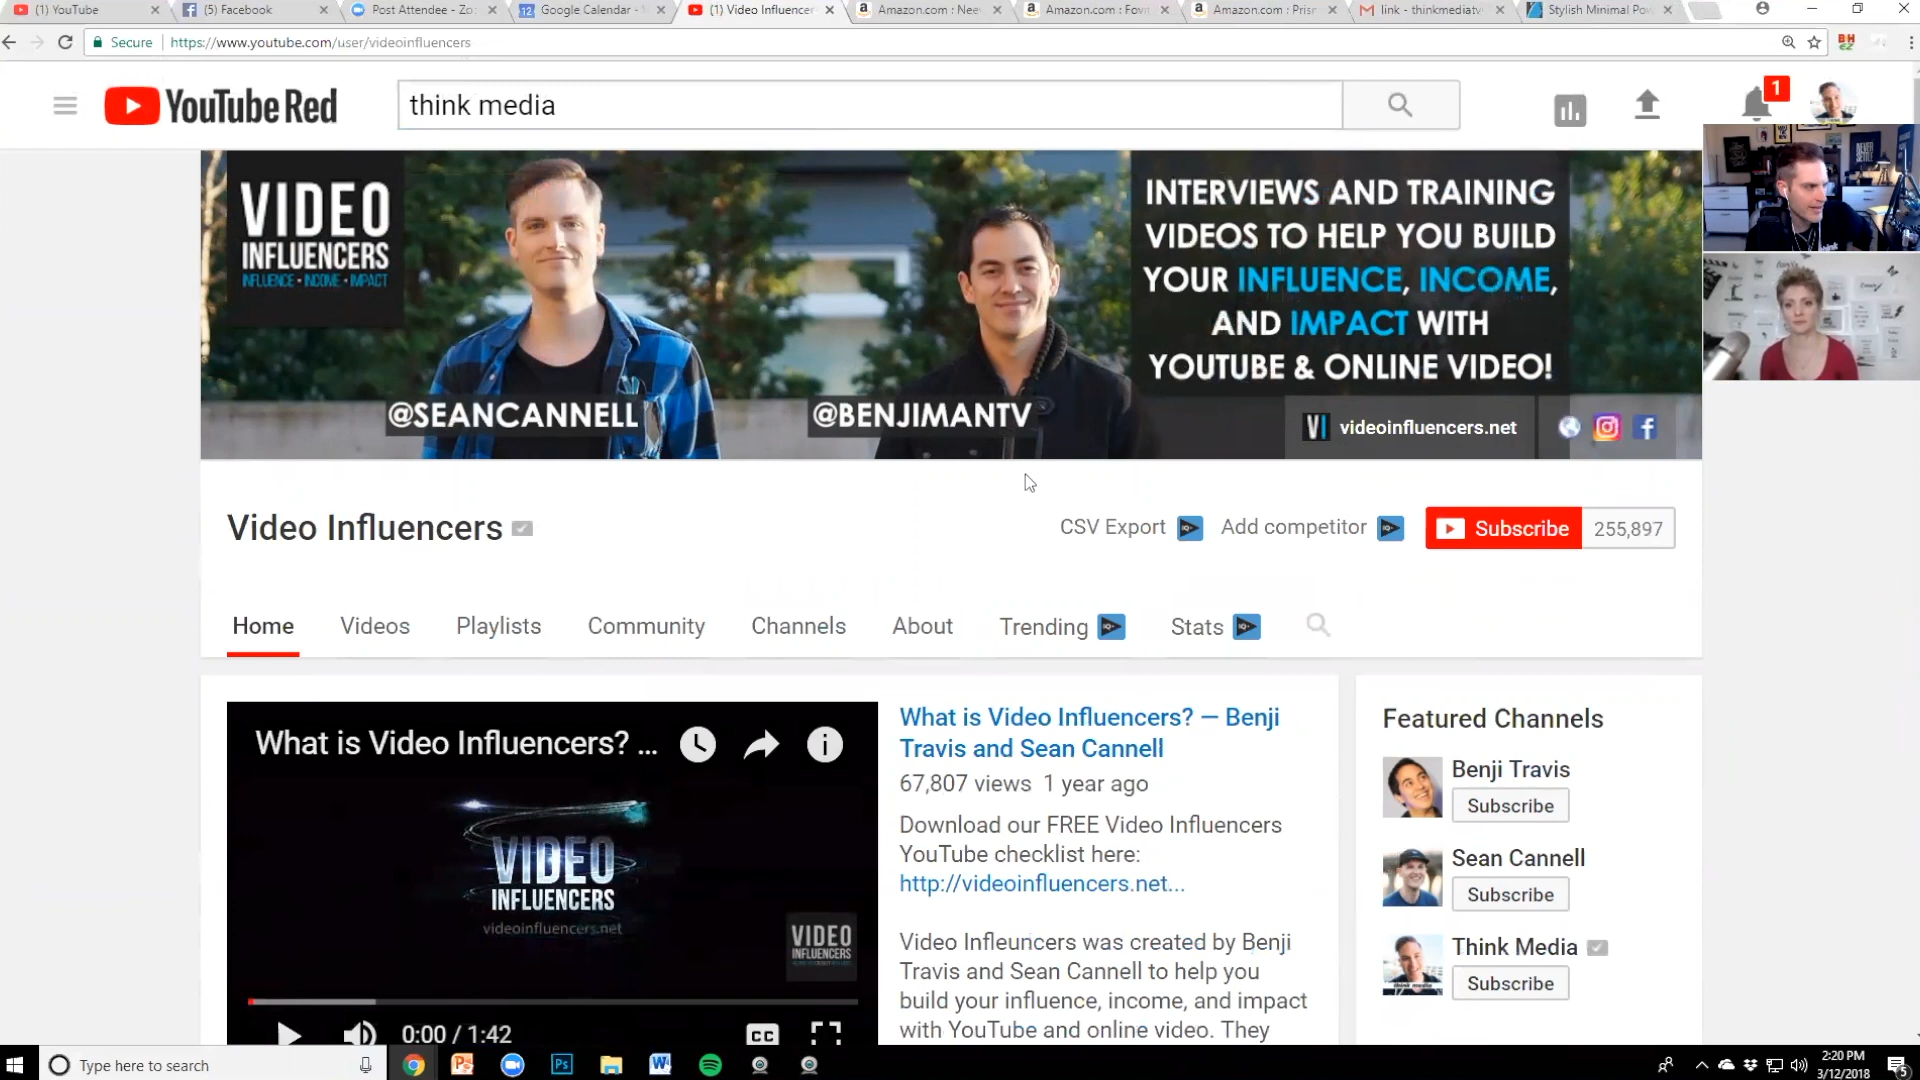 (1) YouTube
(5) Facebook
Post Attendee - Zo
Google Calendar -
(1) Video Influencer
Amazon.com : Nee
Amazon.com : Fovi
Amazon.com : Prisn
link - thinkmediatv
Stylish Minimal Po
Secure
https://www.youtube.com/user/videoinfluencers
YouTube Red
think media
1
VIDEO
INFLUENCERS
INFLUENCE • INCOME • IMPACT
@SEANCANNELL
@BENJIMANTV
INTERVIEWS AND TRAINING
VIDEOS TO HELP YOU BUILD
YOUR INFLUENCE, INCOME,
AND IMPACT WITH
YOUTUBE & ONLINE VIDEO!
VI videoinfluencers.net
Video Influencers
CSV Export
Add competitor
Subscribe 255,897
Home Videos Playlists Community Channels About Trending Stats
What is Video Influencers? ...
VIDEO
INFLUENCERS
videoinfluencers.net
VIDEO
INFLUENCERS
0:00 / 1:42
CC
What is Video Influencers? — Benji
Travis and Sean Cannell
67,807 views 1 year ago
Download our FREE Video Influencers
YouTube checklist here:
http://videoinfluencers.net...
Video Infleuncers was created by Benji
Travis and Sean Cannell to help you
build your influence, income, and impact
with YouTube and online video. They
Featured Channels
Benji Travis
Subscribe
Sean Cannell
Subscribe
Think Media
Subscribe
Type here to search
2:20 PM
3/12/2018
5